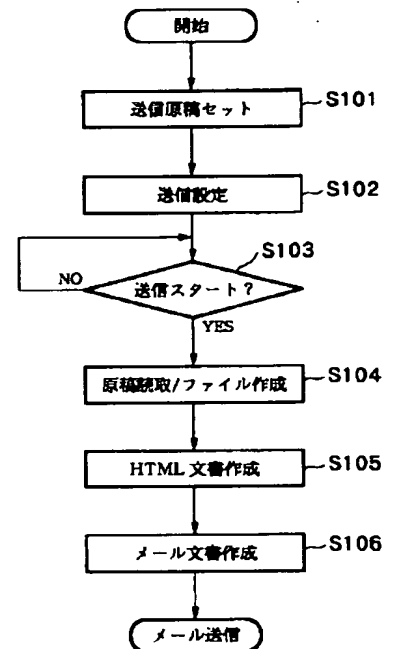 開始
送信原稿セット
S101
送信設定
S102
S103
送信スタート?
NO
YES
原稿読取/ファイル作成
S104
HTML 文書作成
S105
メール文書作成
S106
メール送信